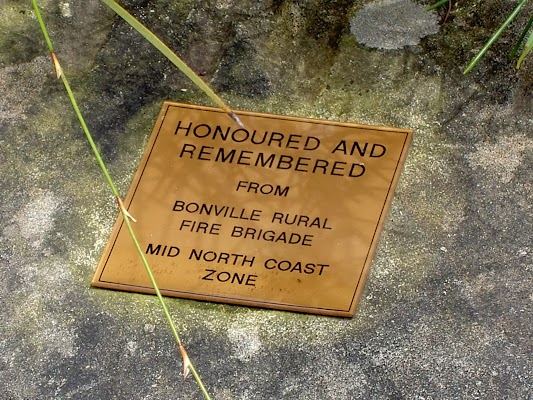 HONOURED AND
REMEMBERED
FROM
BONVILLE RURAL
FIRE BRIGADE
MID NORTH COAST
ZONE